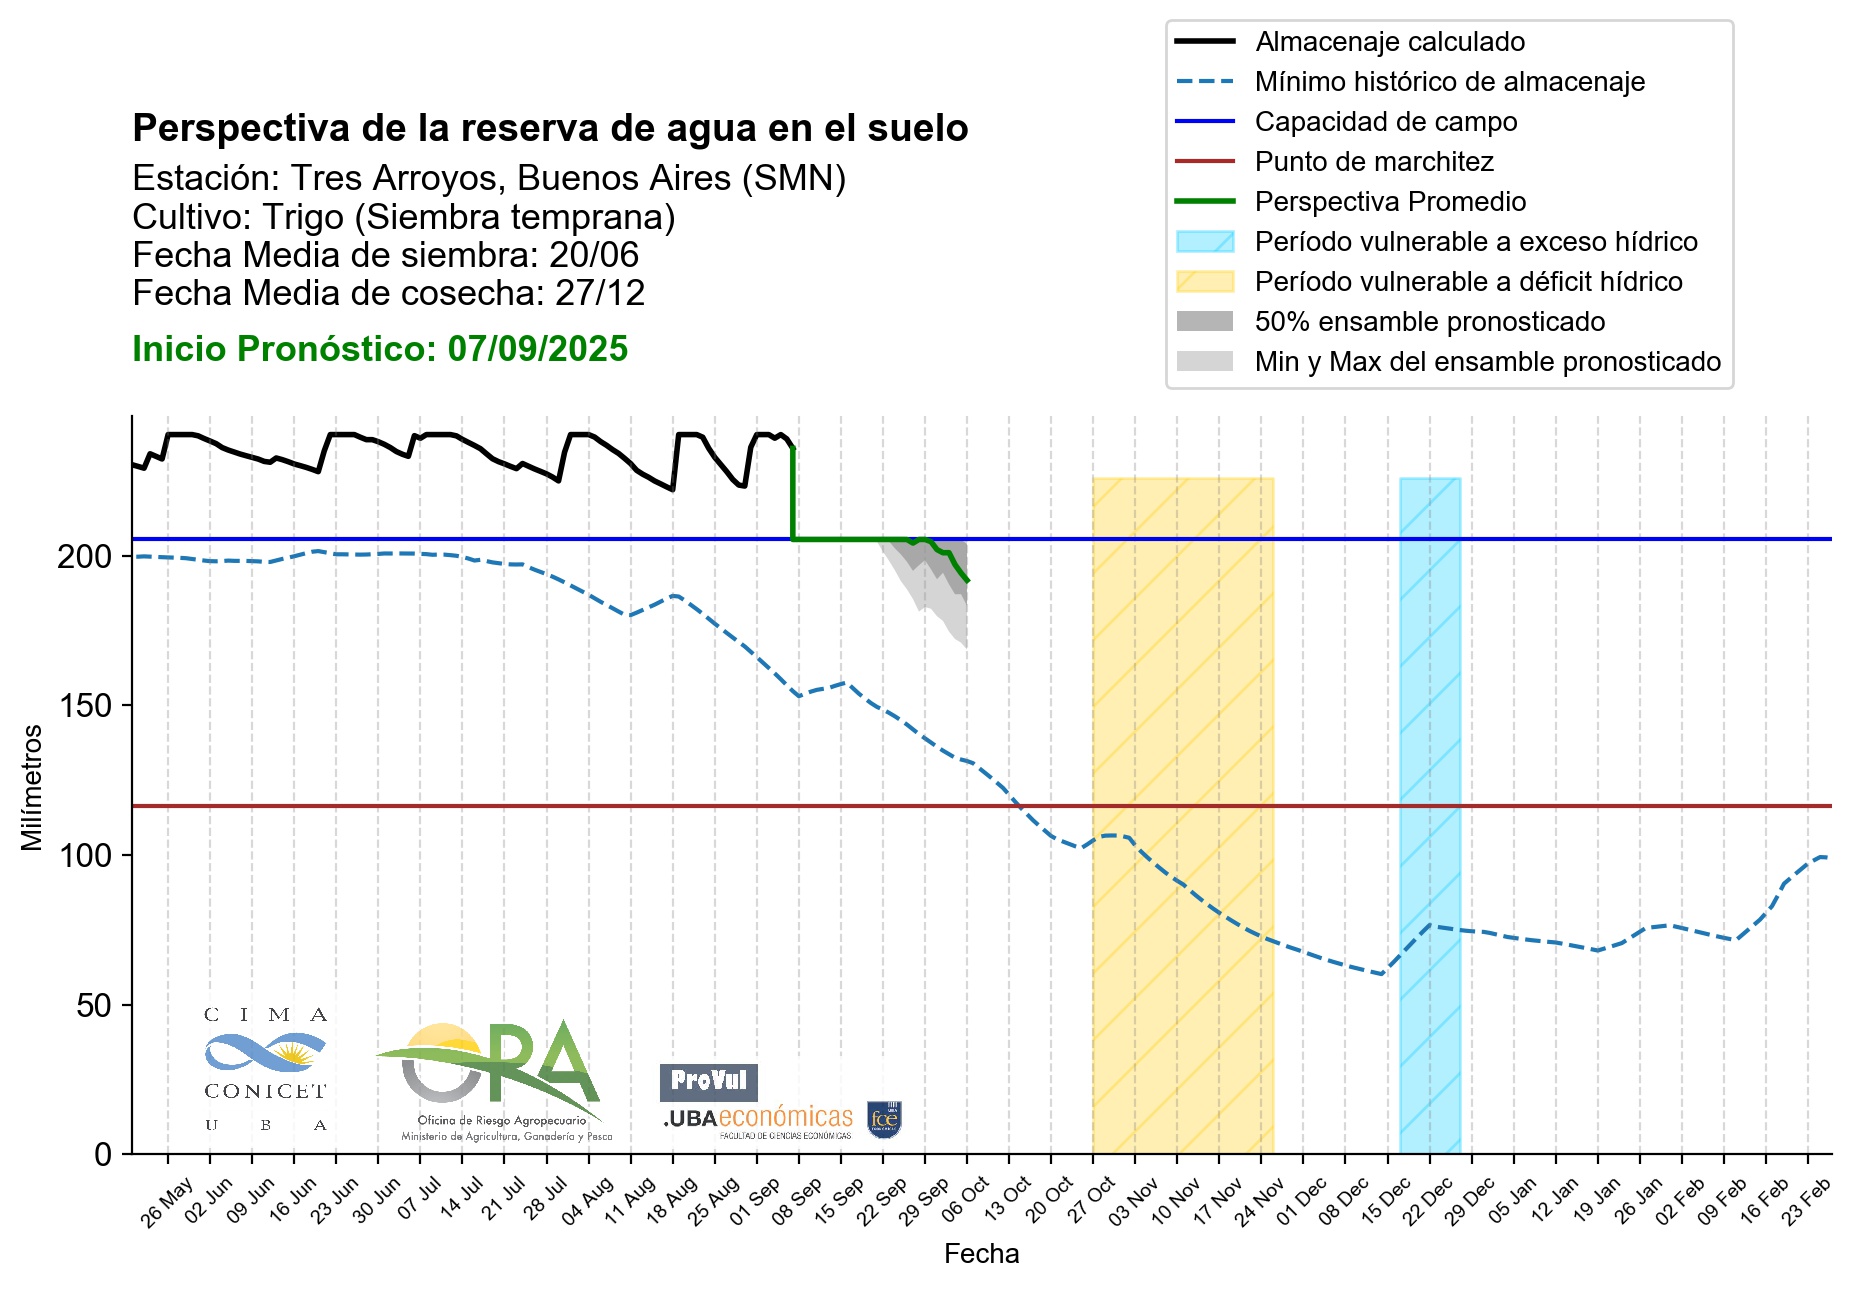 Almacenaje calculado
Mínimo histórico de almacenaje
Capacidad de campo
Punto de marchitez
Perspectiva Promedio
Período vulnerable a exceso hídrico
Período vulnerable a déficit hídrico
50% ensamble pronosticado
Min y Max del ensamble pronosticado
Perspectiva de la reserva de agua en el suelo
Estación: Tres Arroyos, Buenos Aires (SMN)
Cultivo: Trigo (Siembra temprana)
Fecha Media de siembra: 20/06
Fecha Media de cosecha: 27/12
Inicio Pronóstico: 07/09/2025
Milímetros
200
150
100
50
0
C I M A
CONICET
U B A
OPA
Oficina de Riesgo Agropecuario
Ministerio de Agricultura, Ganadería y Pesca
ProVul
.UBAeconómicas
FACULTAD DE CIENCIAS ECONÓMICAS
fce
26 May
02 Jun
09 Jun
16 Jun
23 Jun
30 Jun
07 Jul
14 Jul
21 Jul
28 Jul
04 Aug
11 Aug
18 Aug
25 Aug
01 Sep
08 Sep
15 Sep
22 Sep
29 Sep
06 Oct
13 Oct
20 Oct
27 Oct
03 Nov
10 Nov
17 Nov
24 Nov
01 Dec
08 Dec
15 Dec
22 Dec
29 Dec
05 Jan
12 Jan
19 Jan
26 Jan
02 Feb
09 Feb
16 Feb
23 Feb
Fecha